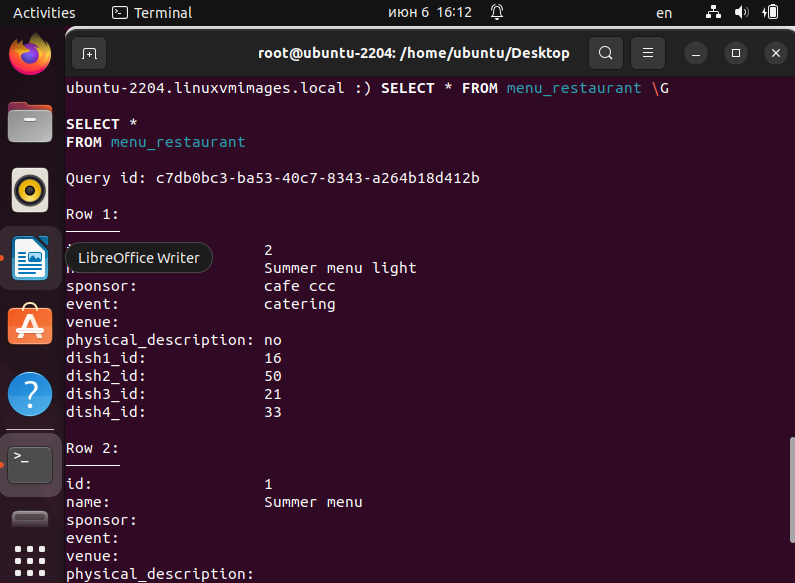 Activities
Terminal
июн 6 16:12
en
root@ubuntu-2204: /home/ubuntu/Desktop
ubuntu-2204.linuxvmimages.local :) SELECT * FROM menu_restaurant \G
SELECT *
FROM menu_restaurant
Query id: c7db0bc3-ba53-40c7-8343-a264b18d412b
Row 1:
2
LibreOffice Writer
Summer menu light
sponsor: cafe ccc
event: catering
venue:
physical_description: no
dish1_id: 16
dish2_id: 50
dish3_id: 21
dish4_id: 33
Row 2:
id: 1
name: Summer menu
sponsor:
event:
venue:
physical_description: